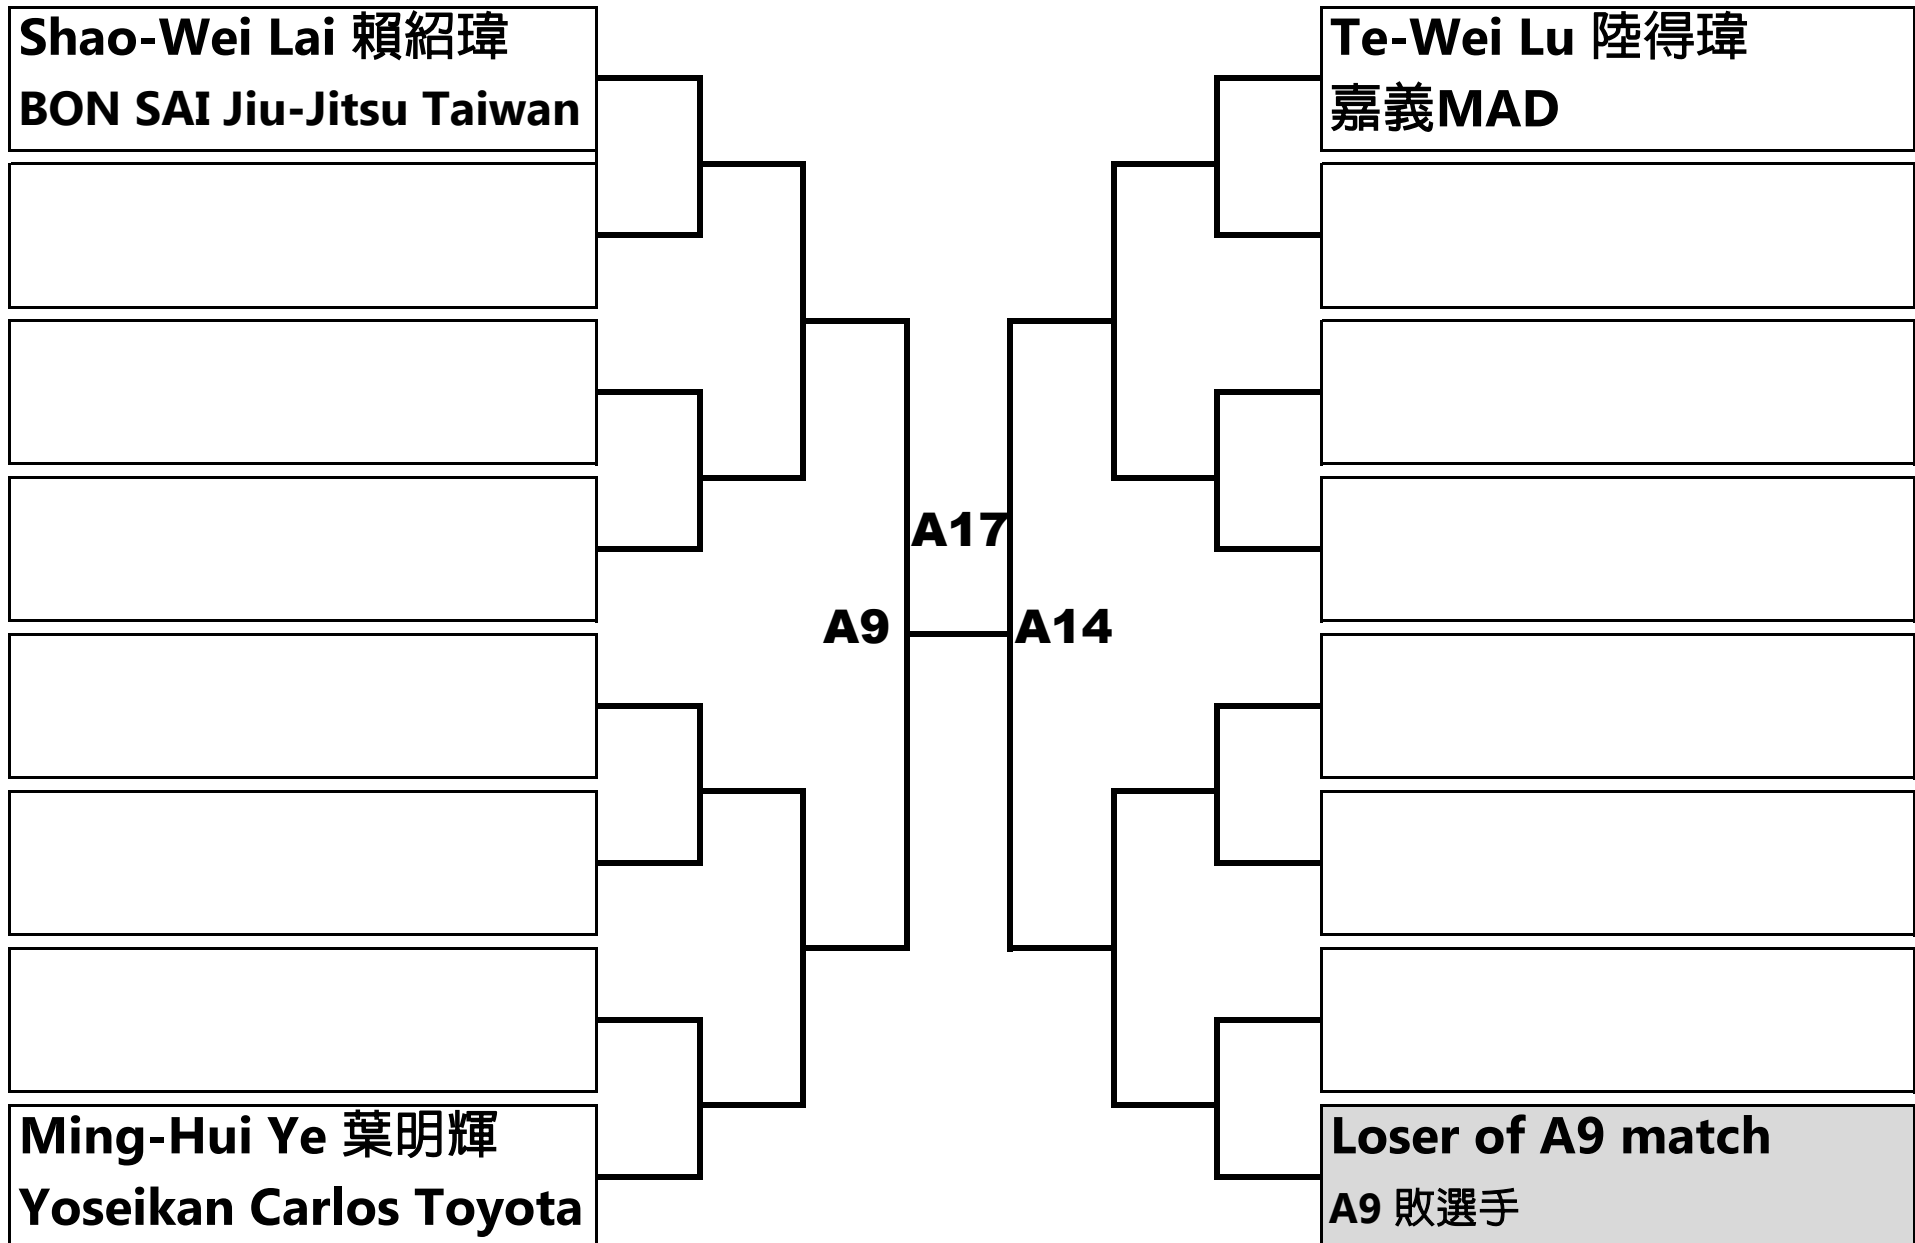 Shao-Wei Lai 賴紹瑋
BON SAI Jiu-Jitsu Taiwan
Ming-Hui Ye 葉明輝
Yoseikan Carlos Toyota
A9
A17
A14
Te-Wei Lu 陸得瑋
嘉義MAD
Loser of A9 match
A9 敗選手